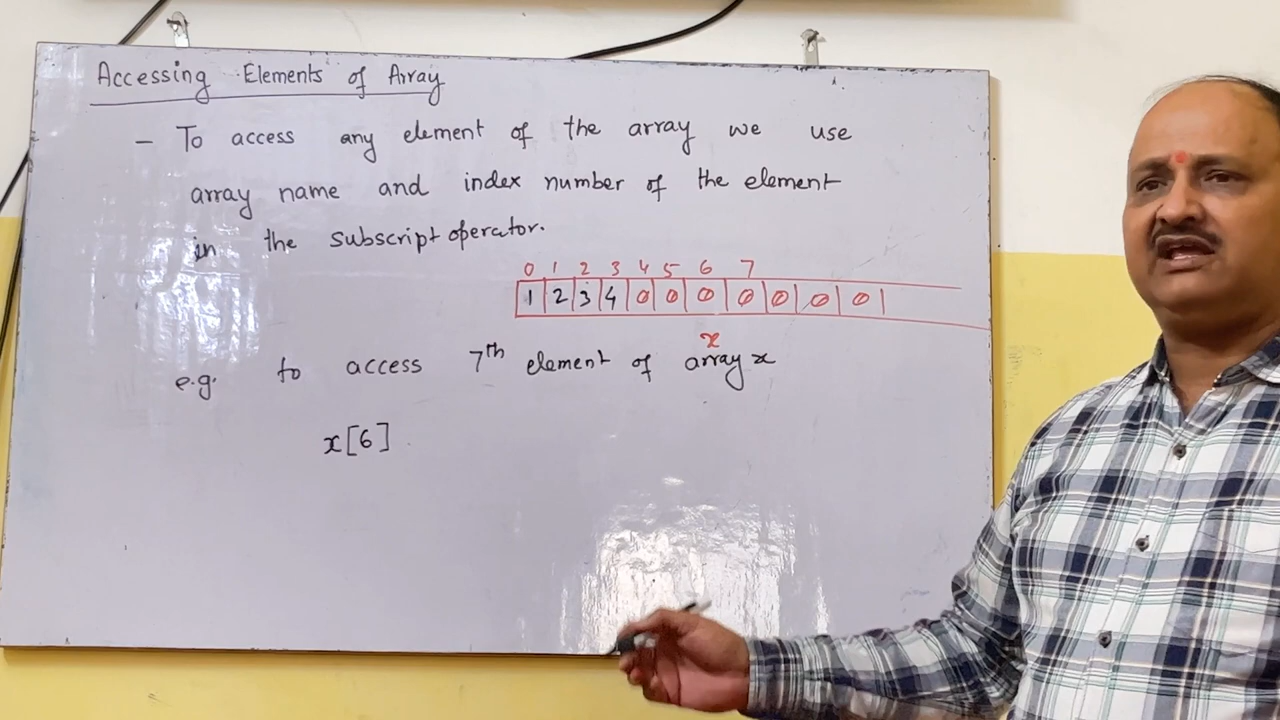 Accessing Elements of Array
- To access any element of the array we use
array name and index number of the element
in the subscript operator.
0 1 2 3 4 5 6 7
1 2 3 4 0 0 0 0 0 0 0
x
e.g. to access 7th element of array x
x[6]